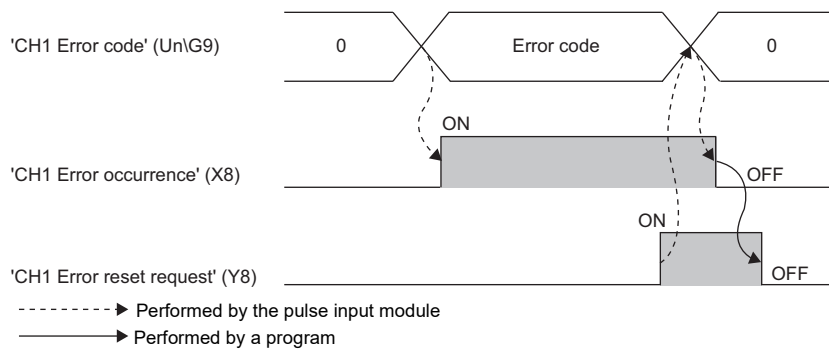 'CH1 Error code' (Un\G9)
0
Error code
0
ON
'CH1 Error occurrence' (X8)
OFF
ON
'CH1 Error reset request' (Y8)
OFF
Performed by the pulse input module
Performed by a program